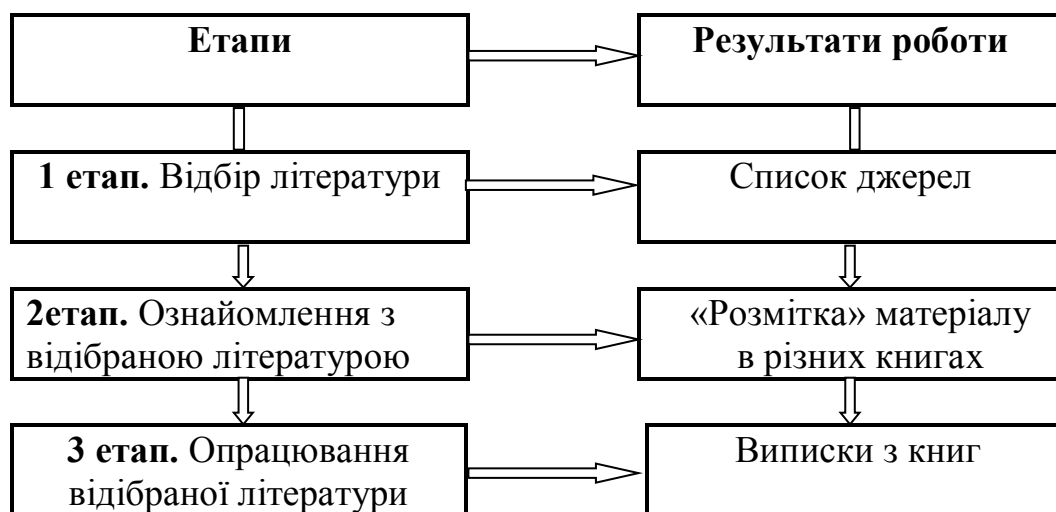 Етапи
Результати роботи
1 етап. Відбір літератури
Список джерел
2етап. Ознайомлення з
відібраною літературою
«Розмітка» матеріалу
в різних книгах
3 етап. Опрацювання
відібраної літератури
Виписки з книг